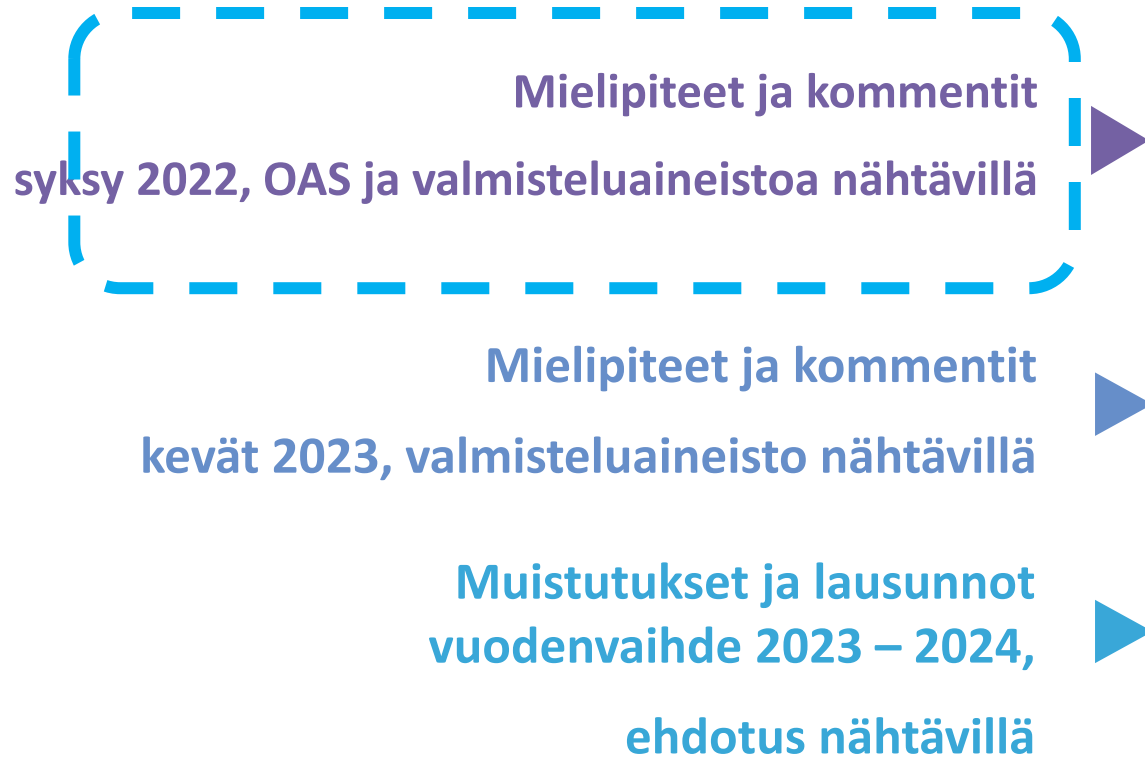 Mielipiteet ja kommentit
syksy 2022, OAS ja valmisteluaineistoa nähtävillä
Mielipiteet ja kommentit
kevät 2023, valmisteluaineisto nähtävillä
Muistutukset ja lausunnot
vuodenvaihde 2023 – 2024,
ehdotus nähtävillä